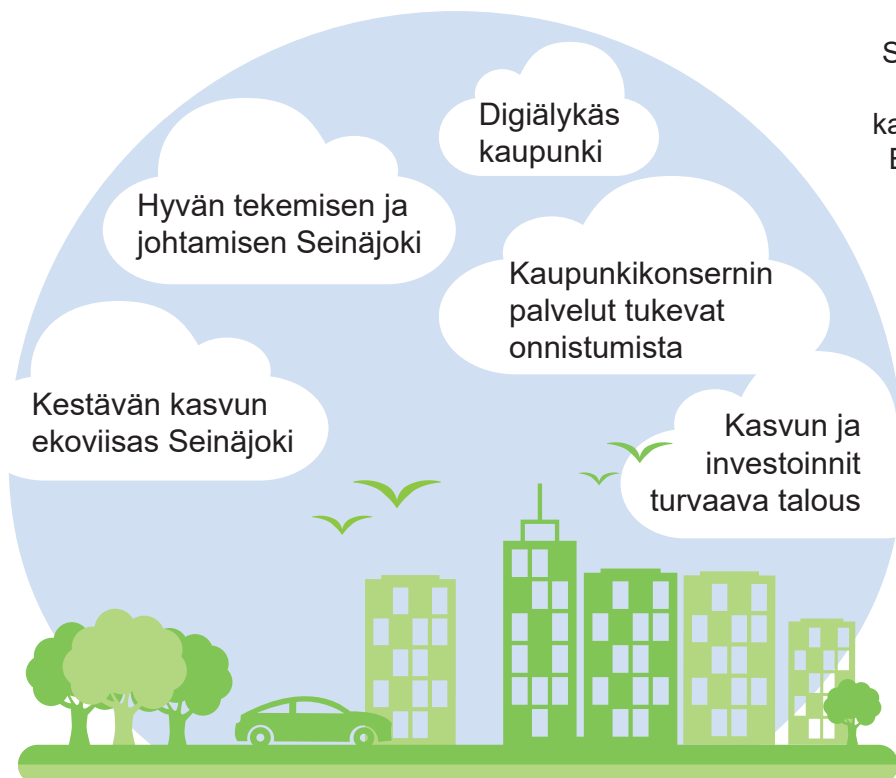 Digiälykäs
kaupunki
Hyvän tekemisen ja
johtamisen Seinäjoki
Kaupunkikonsernin
palvelut tukevat
onnistumista
Kestävän kasvun
ekoviisas Seinäjoki
Kasvun ja
investoinnit
turvaava talous